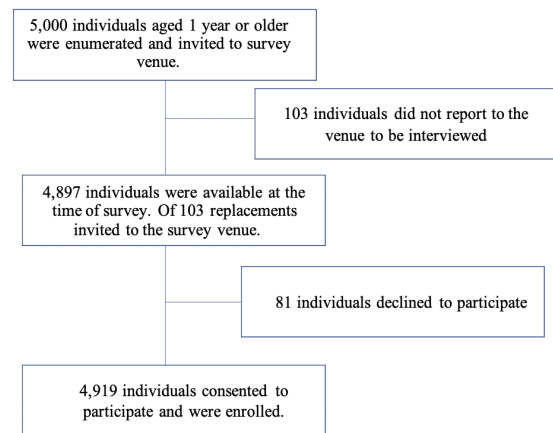 5,000 individuals aged 1 year or older
were enumerated and invited to survey
venue.
103 individuals did not report to the
venue to be interviewed
4,897 individuals were available at the
time of survey. Of 103 replacements
invited to the survey venue.
81 individuals declined to participate
4,919 individuals consented to
participate and were enrolled.